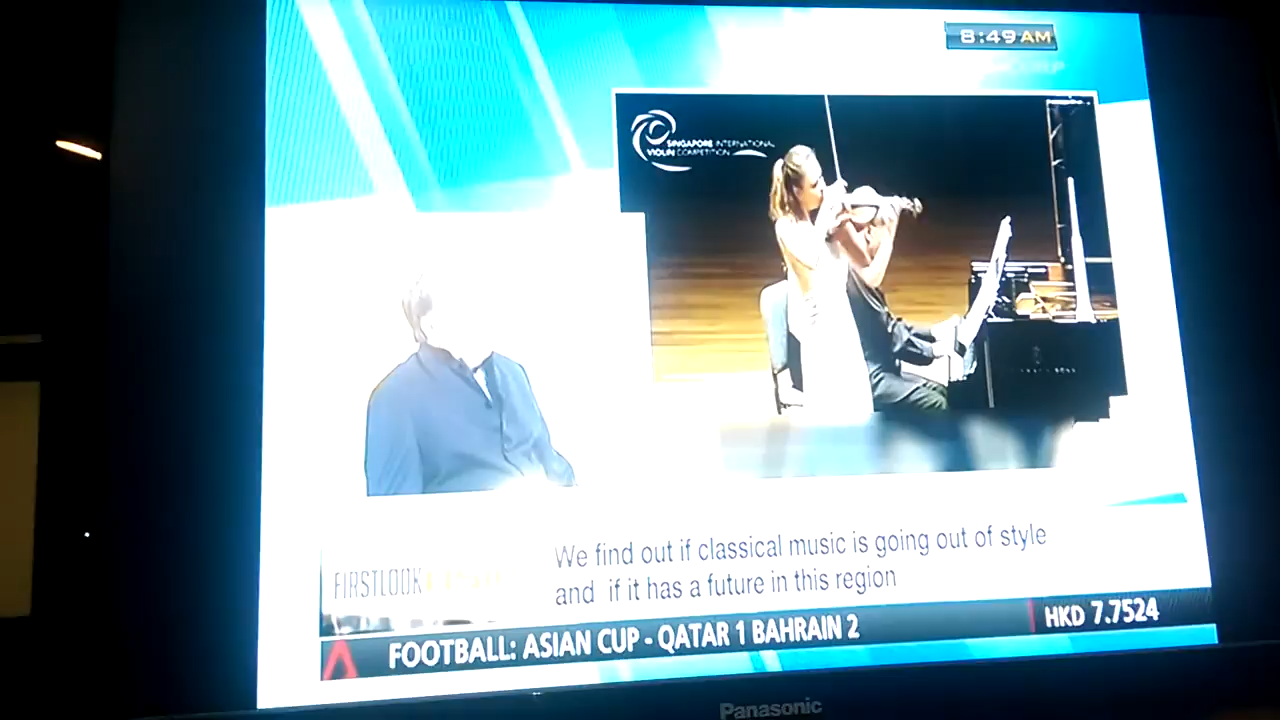 8:49 AM
SINGAPORE INTERNATIONAL
VIOLIN COMPETITION
We find out if classical music is going out of style
and if it has a future in this region
FIRSTLOOK
FOOTBALL: ASIAN CUP - QATAR 1 BAHRAIN 2
HKD 7.7524
Panasonic